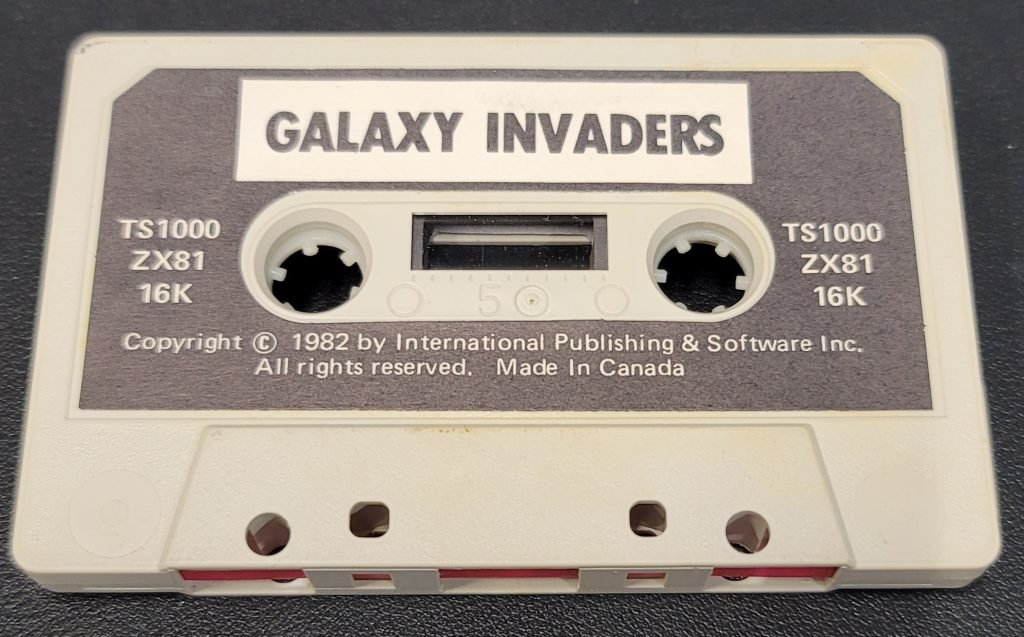 GALAXY INVADERS
TS1000
ZX81
16K
TS1000
ZX81
16K
5
Copyright © 1982 by International Publishing & Software Inc.
All rights reserved. Made In Canada